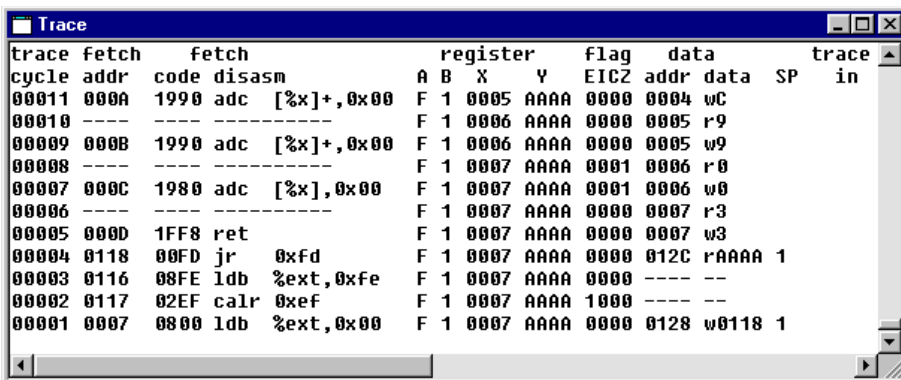 Trace
trace fetch fetch register flag data trace
cycle addr code disasm A B X Y EICZ addr data SP in
00011 000A 1990 adc [%x]+,0x00 F 1 0005 AAAA 0000 0004 wC
00010 ---- ---- ---------- F 1 0006 AAAA 0000 0005 r9
00009 000B 1990 adc [%x]+,0x00 F 1 0006 AAAA 0000 0005 w9
00008 ---- ---- ---------- F 1 0007 AAAA 0001 0006 r0
00007 000C 1980 adc [%x],0x00 F 1 0007 AAAA 0001 0006 w0
00006 ---- ---- ---------- F 1 0007 AAAA 0000 0007 r3
00005 000D 1FF8 ret F 1 0007 AAAA 0000 0007 w3
00004 0118 00FD jr 0xfd F 1 0007 AAAA 0000 012C rAAAA 1
00003 0116 08FE ldb %ext,0xfe F 1 0007 AAAA 0000 ---- --
00002 0117 02EF calr 0xef F 1 0007 AAAA 1000 ---- --
00001 0007 0800 ldb %ext,0x00 F 1 0007 AAAA 0000 0128 w0118 1